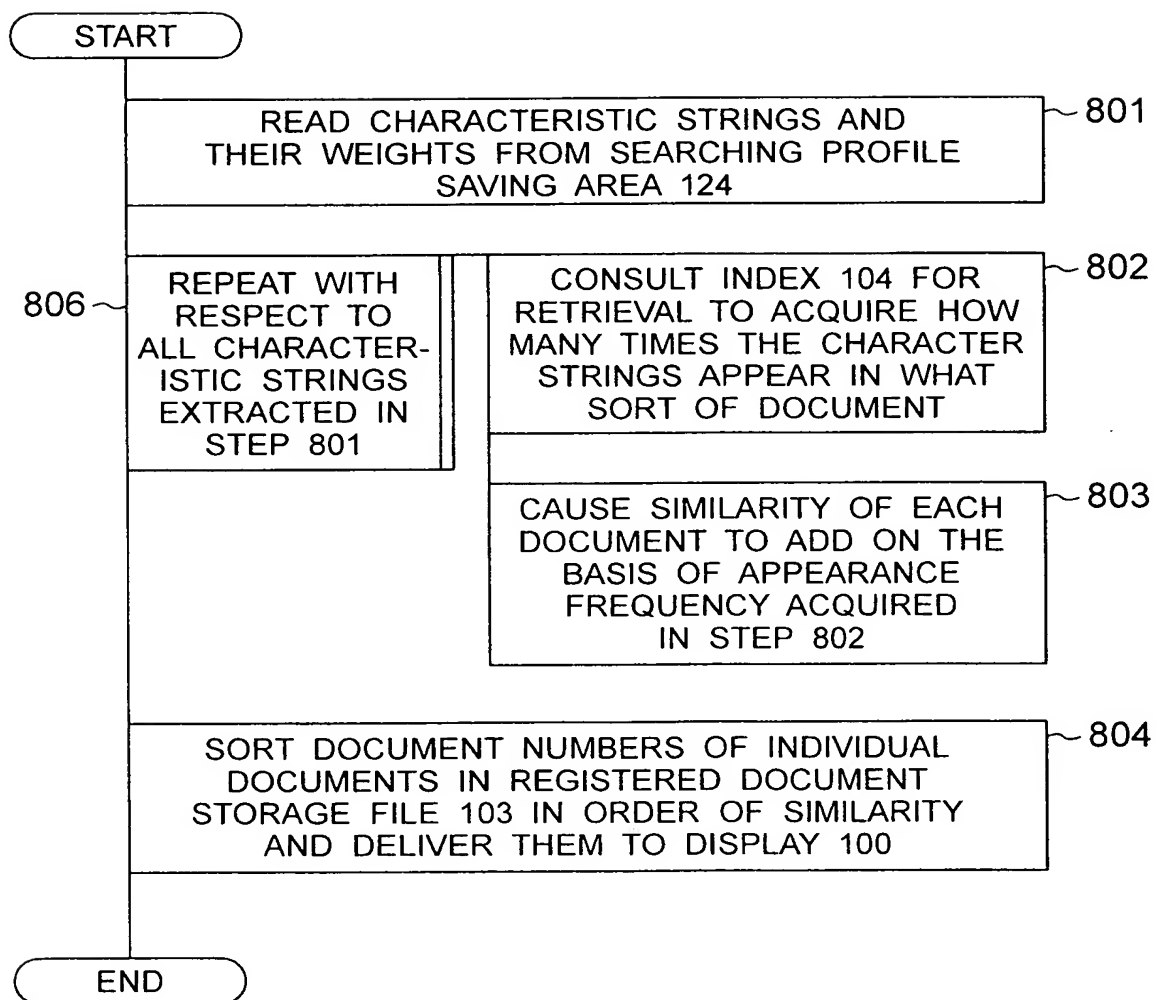 START
READ CHARACTERISTIC STRINGS AND
THEIR WEIGHTS FROM SEARCHING PROFILE
SAVING AREA 124
801
806
REPEAT WITH
RESPECT TO
ALL CHARACTER-
ISTIC STRINGS
EXTRACTED IN
STEP 801
CONSULT INDEX 104 FOR
RETRIEVAL TO ACQUIRE HOW
MANY TIMES THE CHARACTER
STRINGS APPEAR IN WHAT
SORT OF DOCUMENT
802
CAUSE SIMILARITY OF EACH
DOCUMENT TO ADD ON THE
BASIS OF APPEARANCE
FREQUENCY ACQUIRED
IN STEP 802
803
SORT DOCUMENT NUMBERS OF INDIVIDUAL
DOCUMENTS IN REGISTERED DOCUMENT
STORAGE FILE 103 IN ORDER OF SIMILARITY
AND DELIVER THEM TO DISPLAY 100
804
END